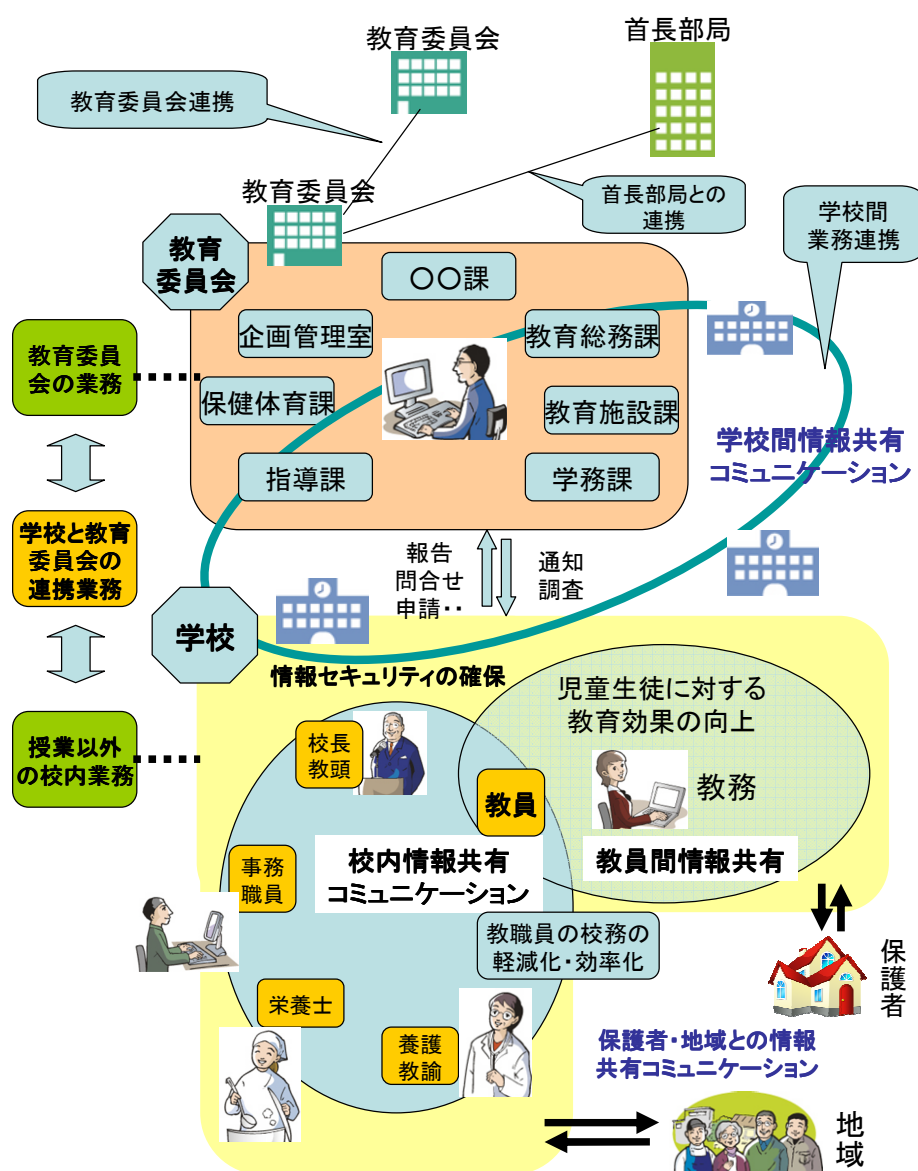 教育委員会
首長部局
教育委員会連携
教育委員会
首長部局との
連携
学校間
業務連携
教育
委員会
〇〇課
企画管理室
教育総務課
保健体育課
教育施設課
指導課
学務課
教育委員
会の業務
学校間情報共有
コミュニケーション
学校と教育
委員会の
連携業務
報告
問合せ
申請・・
通知
調査
学校
情報セキュリティの確保
児童生徒に対する
教育効果の向上
授業以外
の校内業務
校長
教頭
教員
教務
校内情報共有
コミュニケーション
教員間情報共有
事務
職員
教職員の校務の
軽減化・効率化
保護者
栄養士
養護
教諭
保護者・地域との情報
共有コミュニケーション
地域